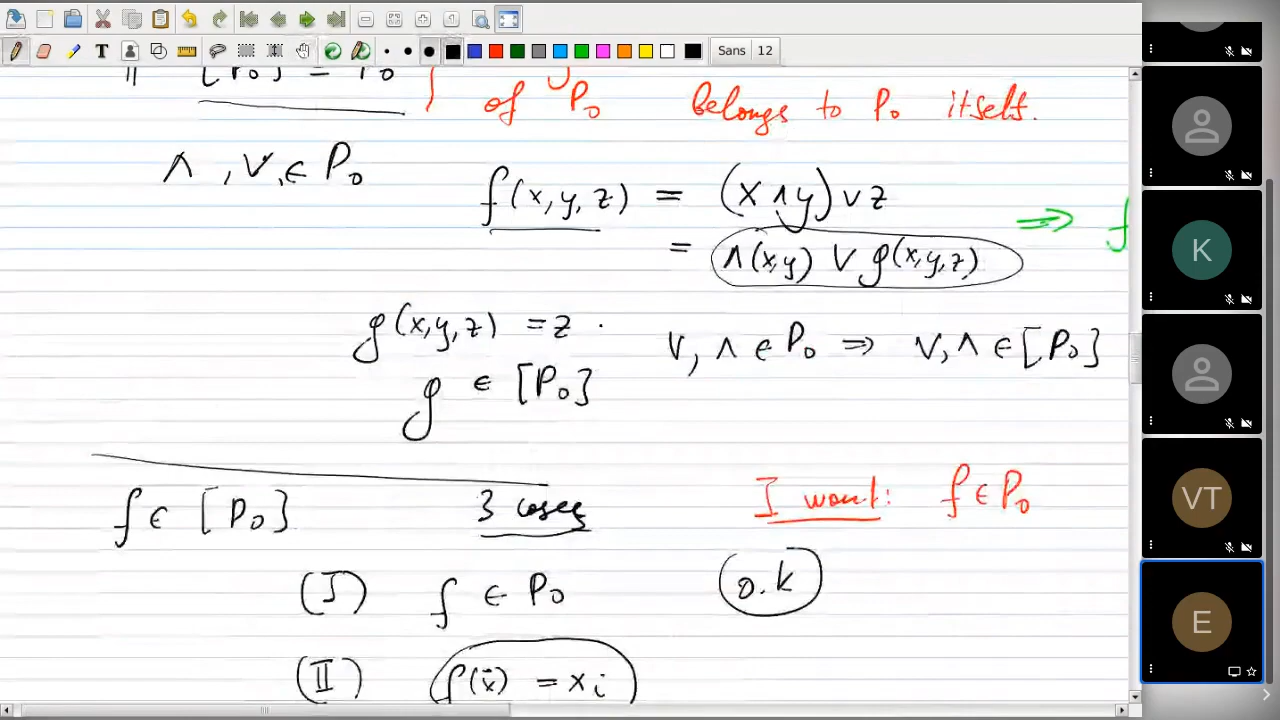 Sans 12
[P₀] = P₀
of P₀ belongs to P₀ itself.
∧, ∨, ∈ P₀
f(x, y, z) = (x ∧ y) ∨ z
= ∧(x,y) ∨ g(x,y,z) ⇒ f
g(x,y,z) = z.
∨, ∧ ∈ P₀ ⇒ ∨, ∧ ∈ [P₀]
g ∈ [P₀]
f ∈ [P₀] 3 cases I want: f ∈ P₀
(I) f ∈ P₀ o.k
(II) f(x̄) = xᵢ
K
VT
E